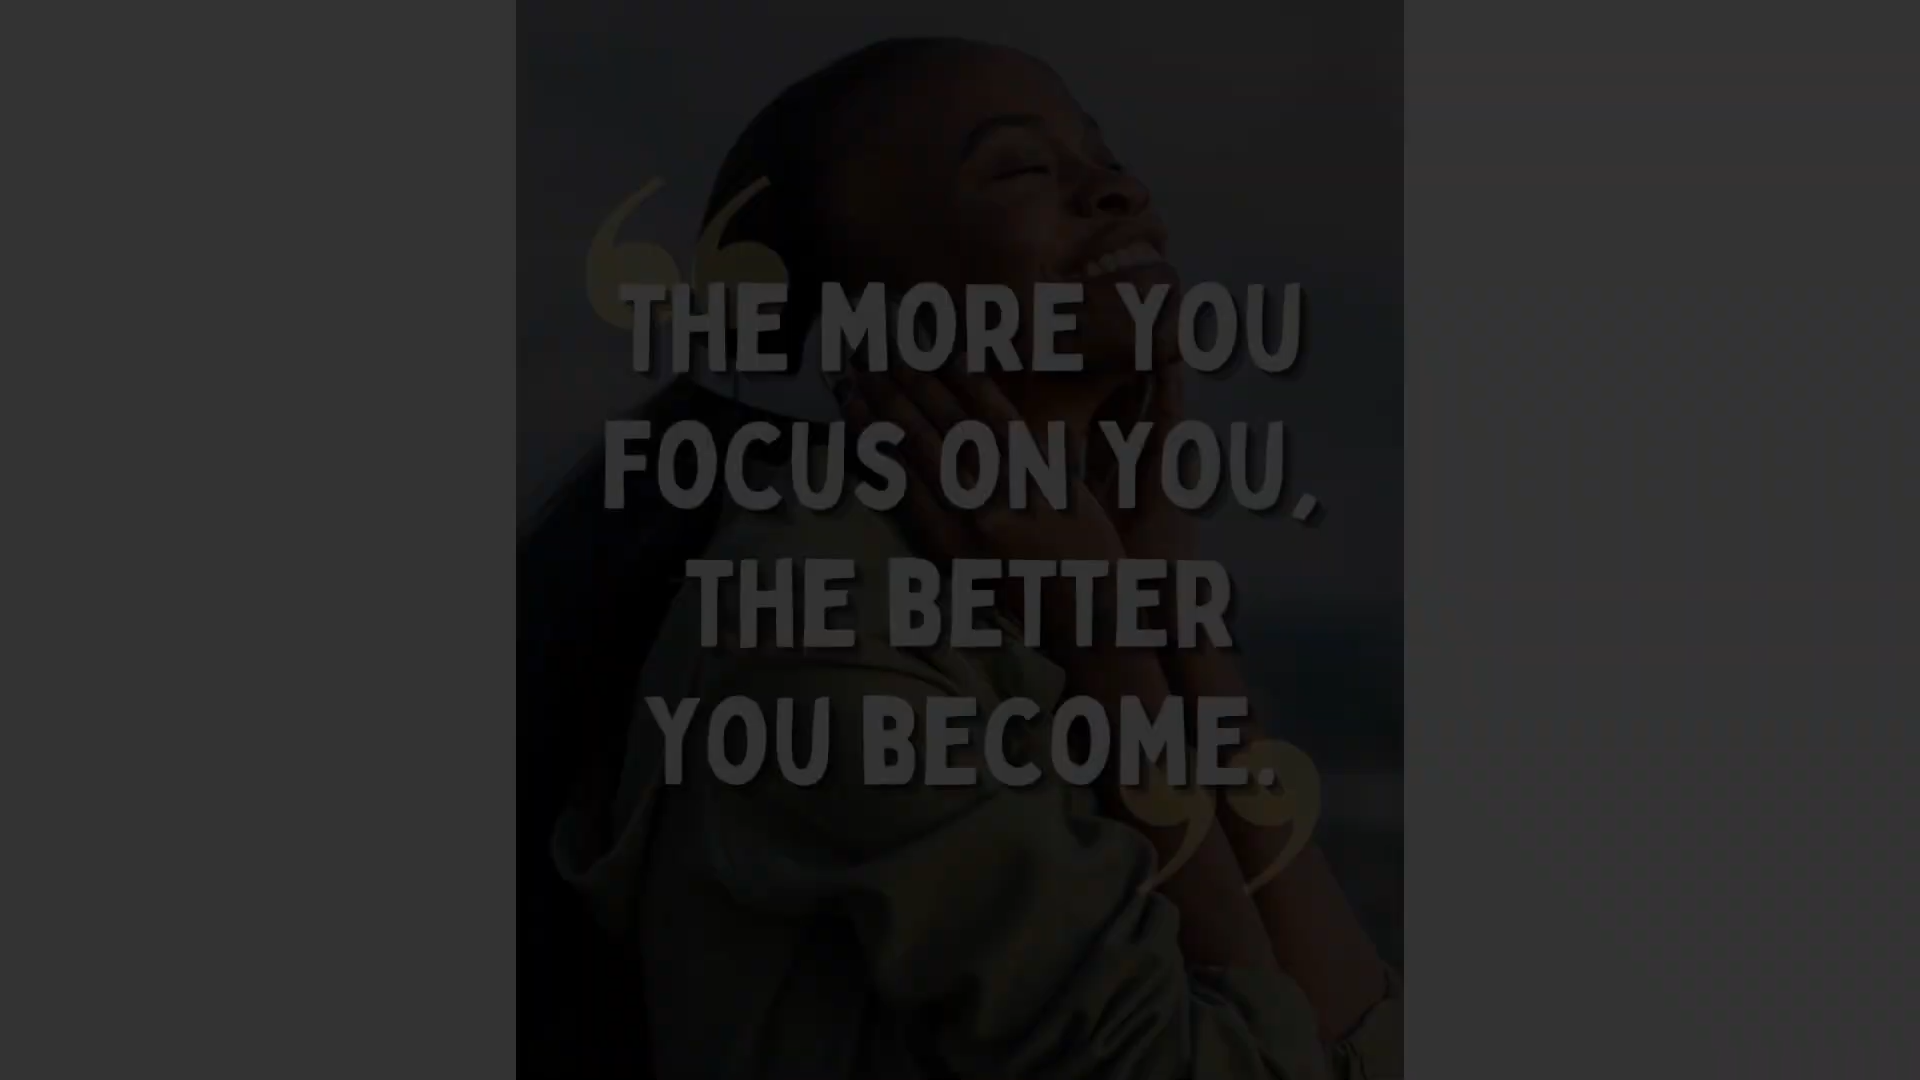 “THE MORE YOU
FOCUS ON YOU,
THE BETTER
YOU BECOME.”